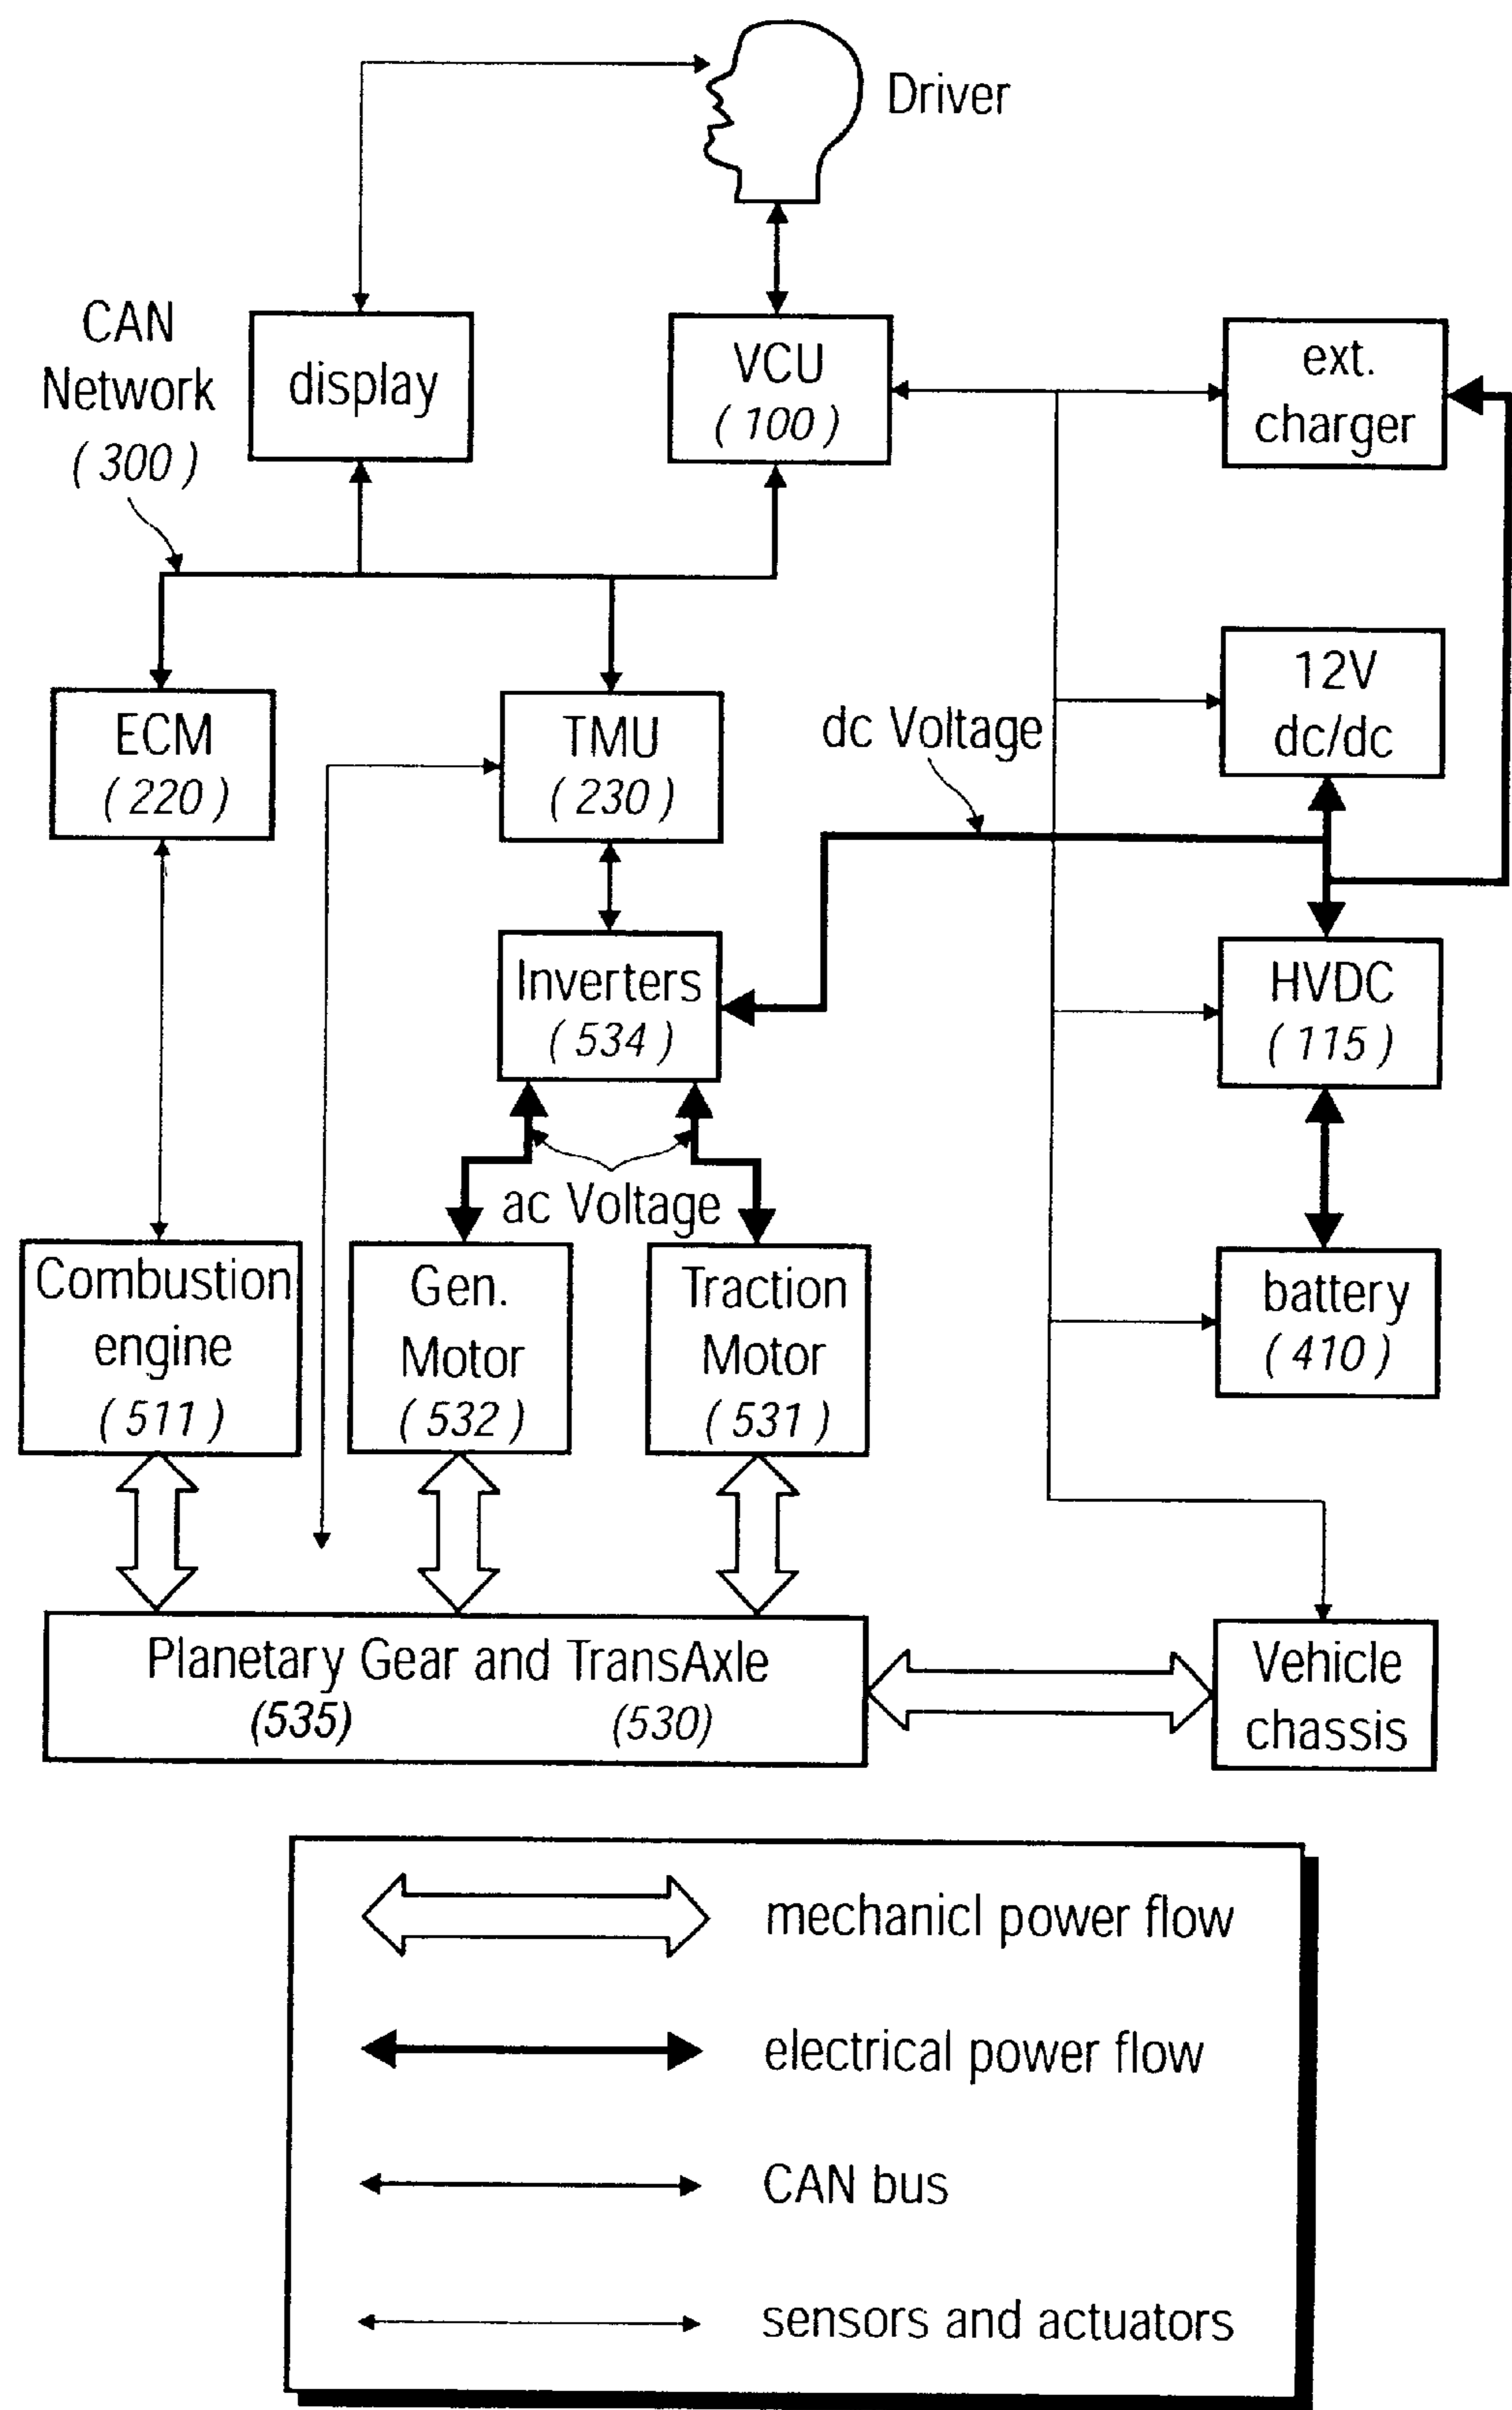 Driver
CAN
Network
( 300 )
display
VCU
( 100 )
ext.
charger
12V
dc/dc
ECM
( 220 )
TMU
( 230 )
dc Voltage
Inverters
( 534 )
HVDC
( 115 )
ac Voltage
Combustion
engine
( 511 )
Gen.
Motor
( 532 )
Traction
Motor
( 531 )
battery
( 410 )
Planetary Gear and TransAxle
(535) (530)
Vehicle
chassis
mechanicl power flow
electrical power flow
CAN bus
sensors and actuators